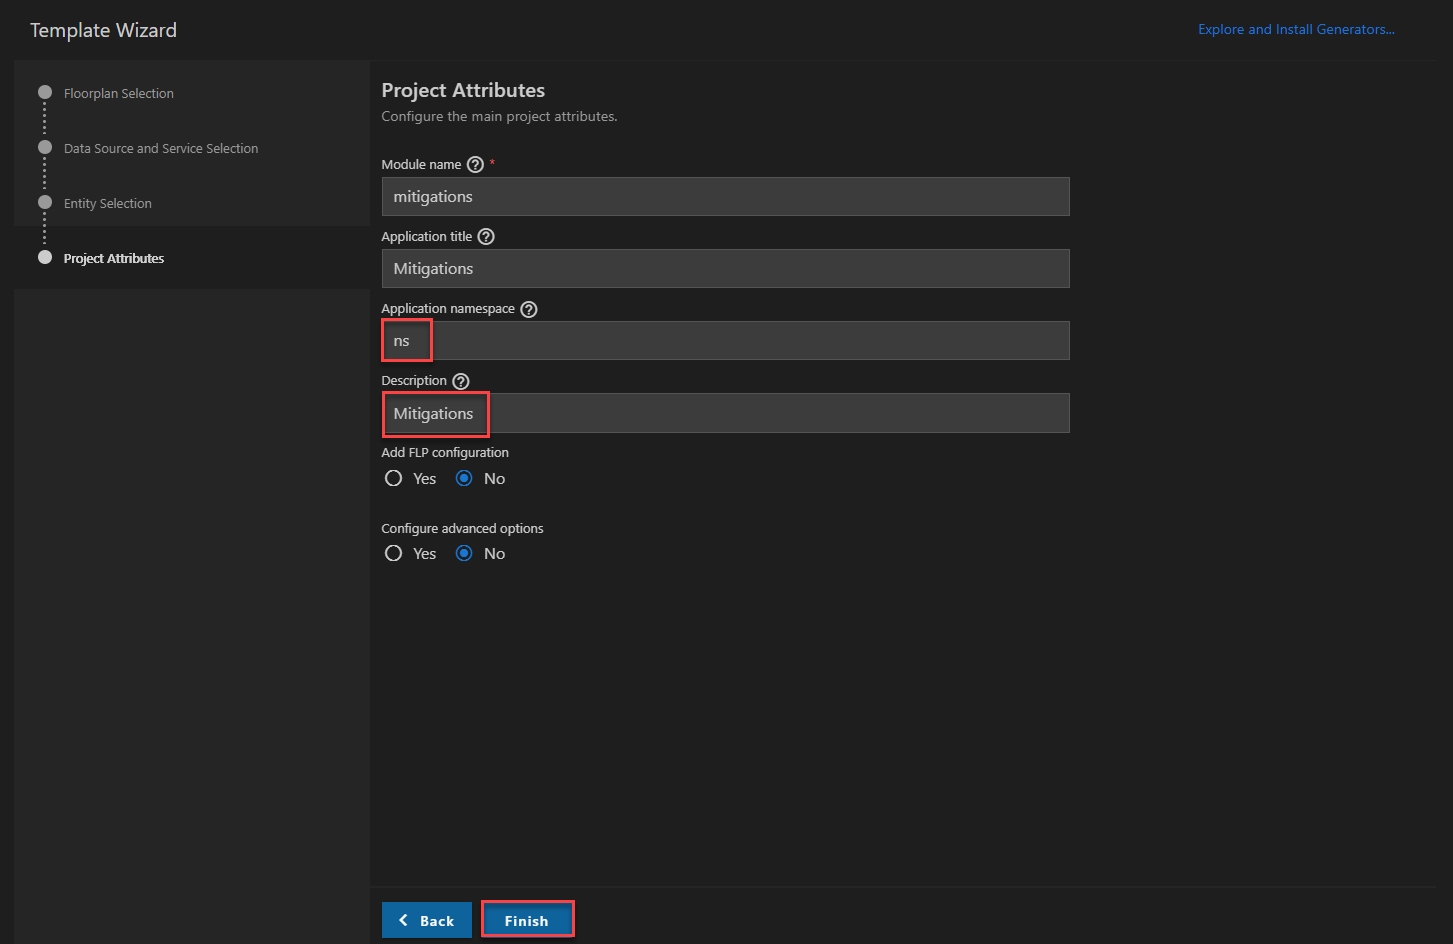 Template Wizard
Explore and Install Generators...
Floorplan Selection
Data Source and Service Selection
Entity Selection
Project Attributes
Project Attributes
Configure the main project attributes.
Module name ? *
mitigations
Application title ?
Mitigations
Application namespace ?
ns
Description ?
Mitigations
Add FLP configuration
Yes No
Configure advanced options
Yes No
Back Finish